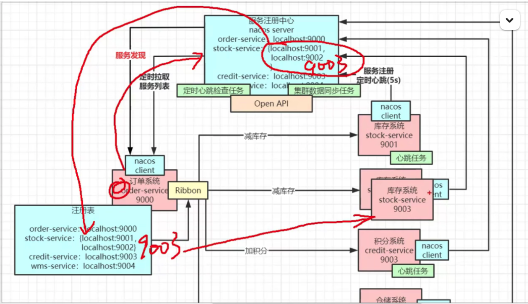 服务注册中心
nacos server
order-service: localhost:9000
stock-service: (localhost:9001,
localhost:9002
9003
credit-service: localhost:9003
定时心跳检查任务
集群数据同步任务
Open API
服务发现
定时拉取
服务列表
服务注册
定时心跳(5s)
nacos
client
库存系统
stock-service
9001
心跳任务
减库存
nacos
client
订单系统
order-service
9000
Ribbon
减库存
nacos
client
库存系统
stock-service
9003
注册表
order-service: localhost:9000
stock-service: (localhost:9001,
localhost:9002)
9003
credit-service: localhost:9003
wms-service: localhost:9004
加积分
积分系统
credit-service
9003
nacos
client
心跳任务
仓储系统